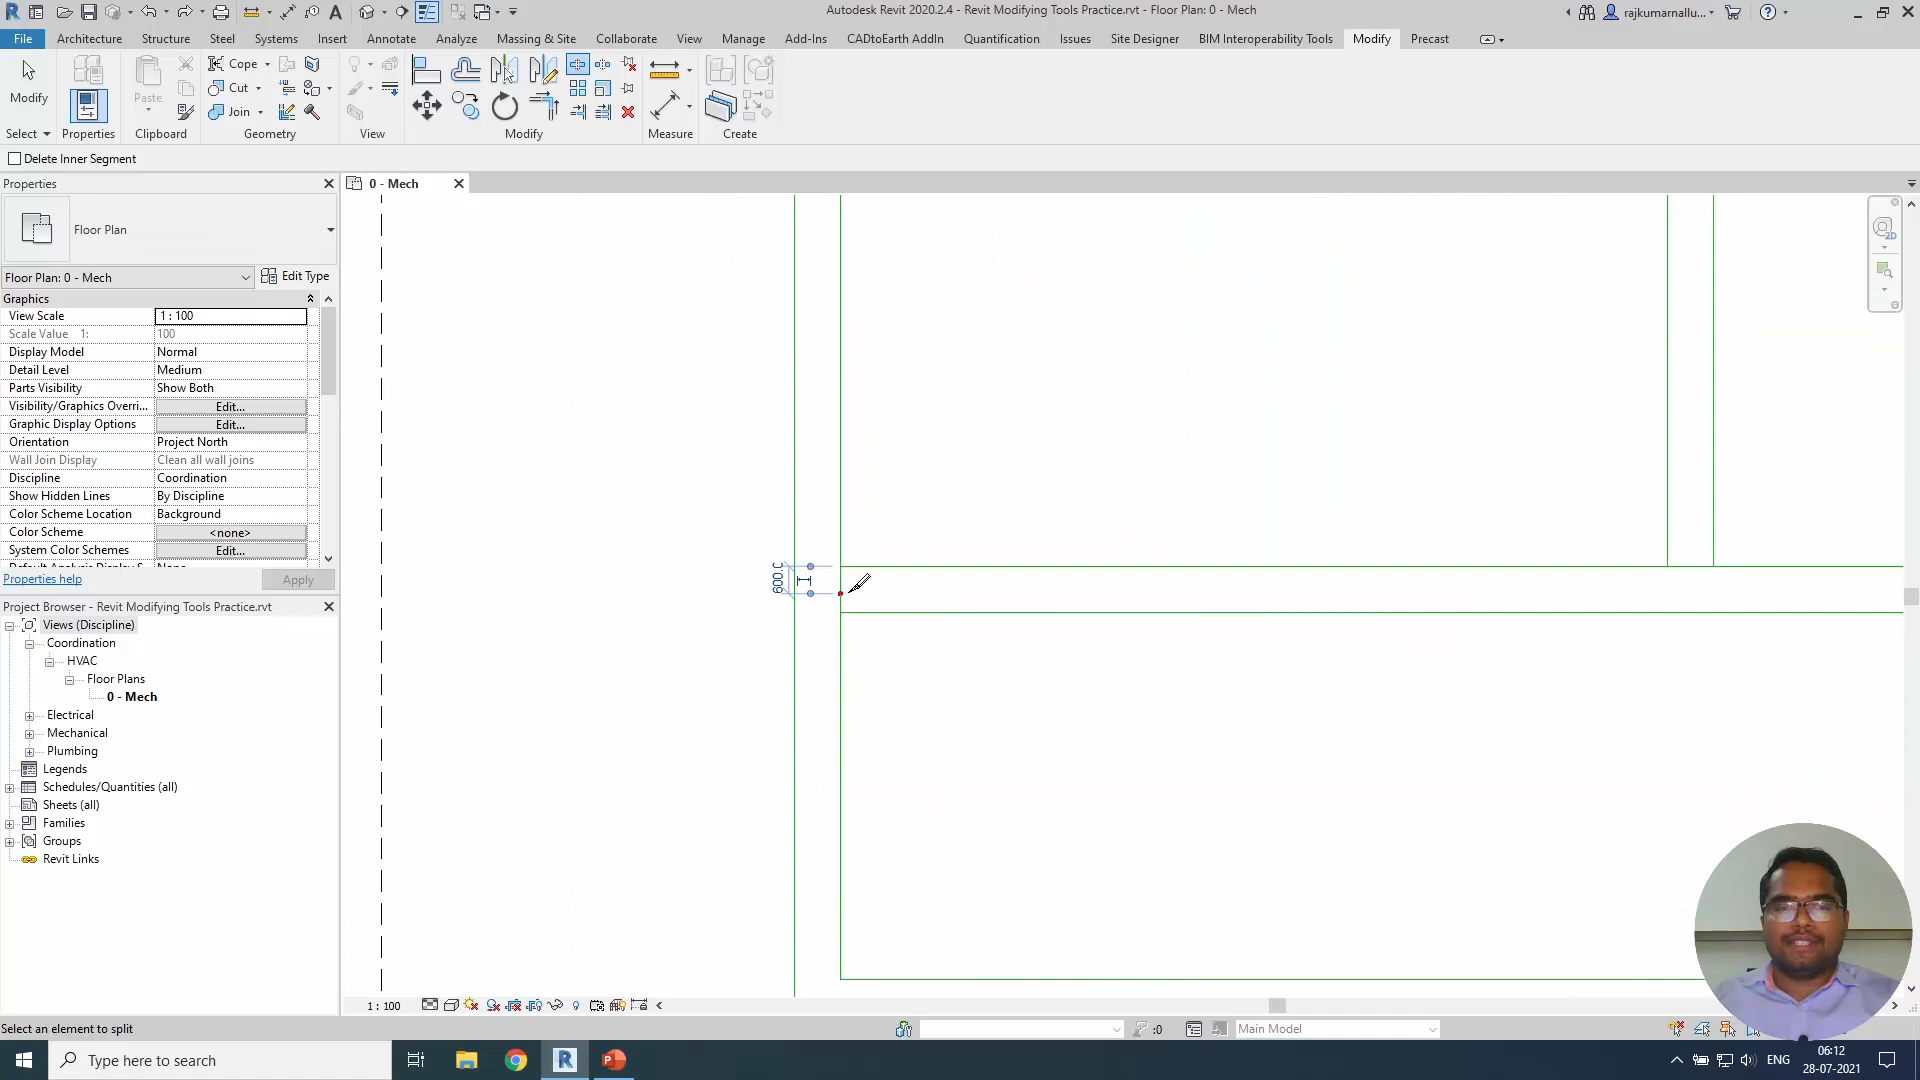 Autodesk Revit 2020.2.4 - Revit Modifying Tools Practice.rvt - Floor Plan: 0 - Mech
rajkumarnallu...
File Architecture Structure Steel Systems Insert Annotate Analyze Massing & Site Collaborate View Manage Add-Ins CADtoEarth AddIn Quantification Issues Site Designer BIM Interoperability Tools Modify Precast
Modify
Paste
Cope
Cut
Join
Select Properties Clipboard Geometry View Modify Measure Create
Delete Inner Segment
Properties
0 - Mech
Floor Plan
Floor Plan: 0 - Mech
Edit Type
Graphics
View Scale 1 : 100
Scale Value 1: 100
Display Model Normal
Detail Level Medium
Parts Visibility Show Both
Visibility/Graphics Overri... Edit...
Graphic Display Options Edit...
Orientation Project North
Wall Join Display Clean all wall joins
Discipline Coordination
Show Hidden Lines By Discipline
Color Scheme Location Background
Color Scheme <none>
System Color Schemes Edit...
Properties help
Apply
Project Browser - Revit Modifying Tools Practice.rvt
Views (Discipline)
Coordination
HVAC
Floor Plans
0 - Mech
Electrical
Mechanical
Plumbing
Legends
Schedules/Quantities (all)
Sheets (all)
Families
Groups
Revit Links
2D
1 : 100
Select an element to split
:0
Main Model
Type here to search
ENG
06:12
28-07-2021